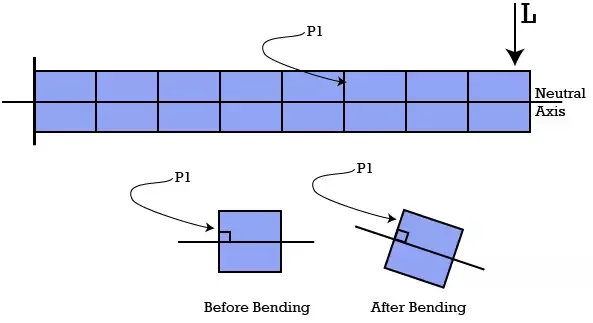 P1
L
Neutral
Axis
P1
P1
Before Bending
After Bending